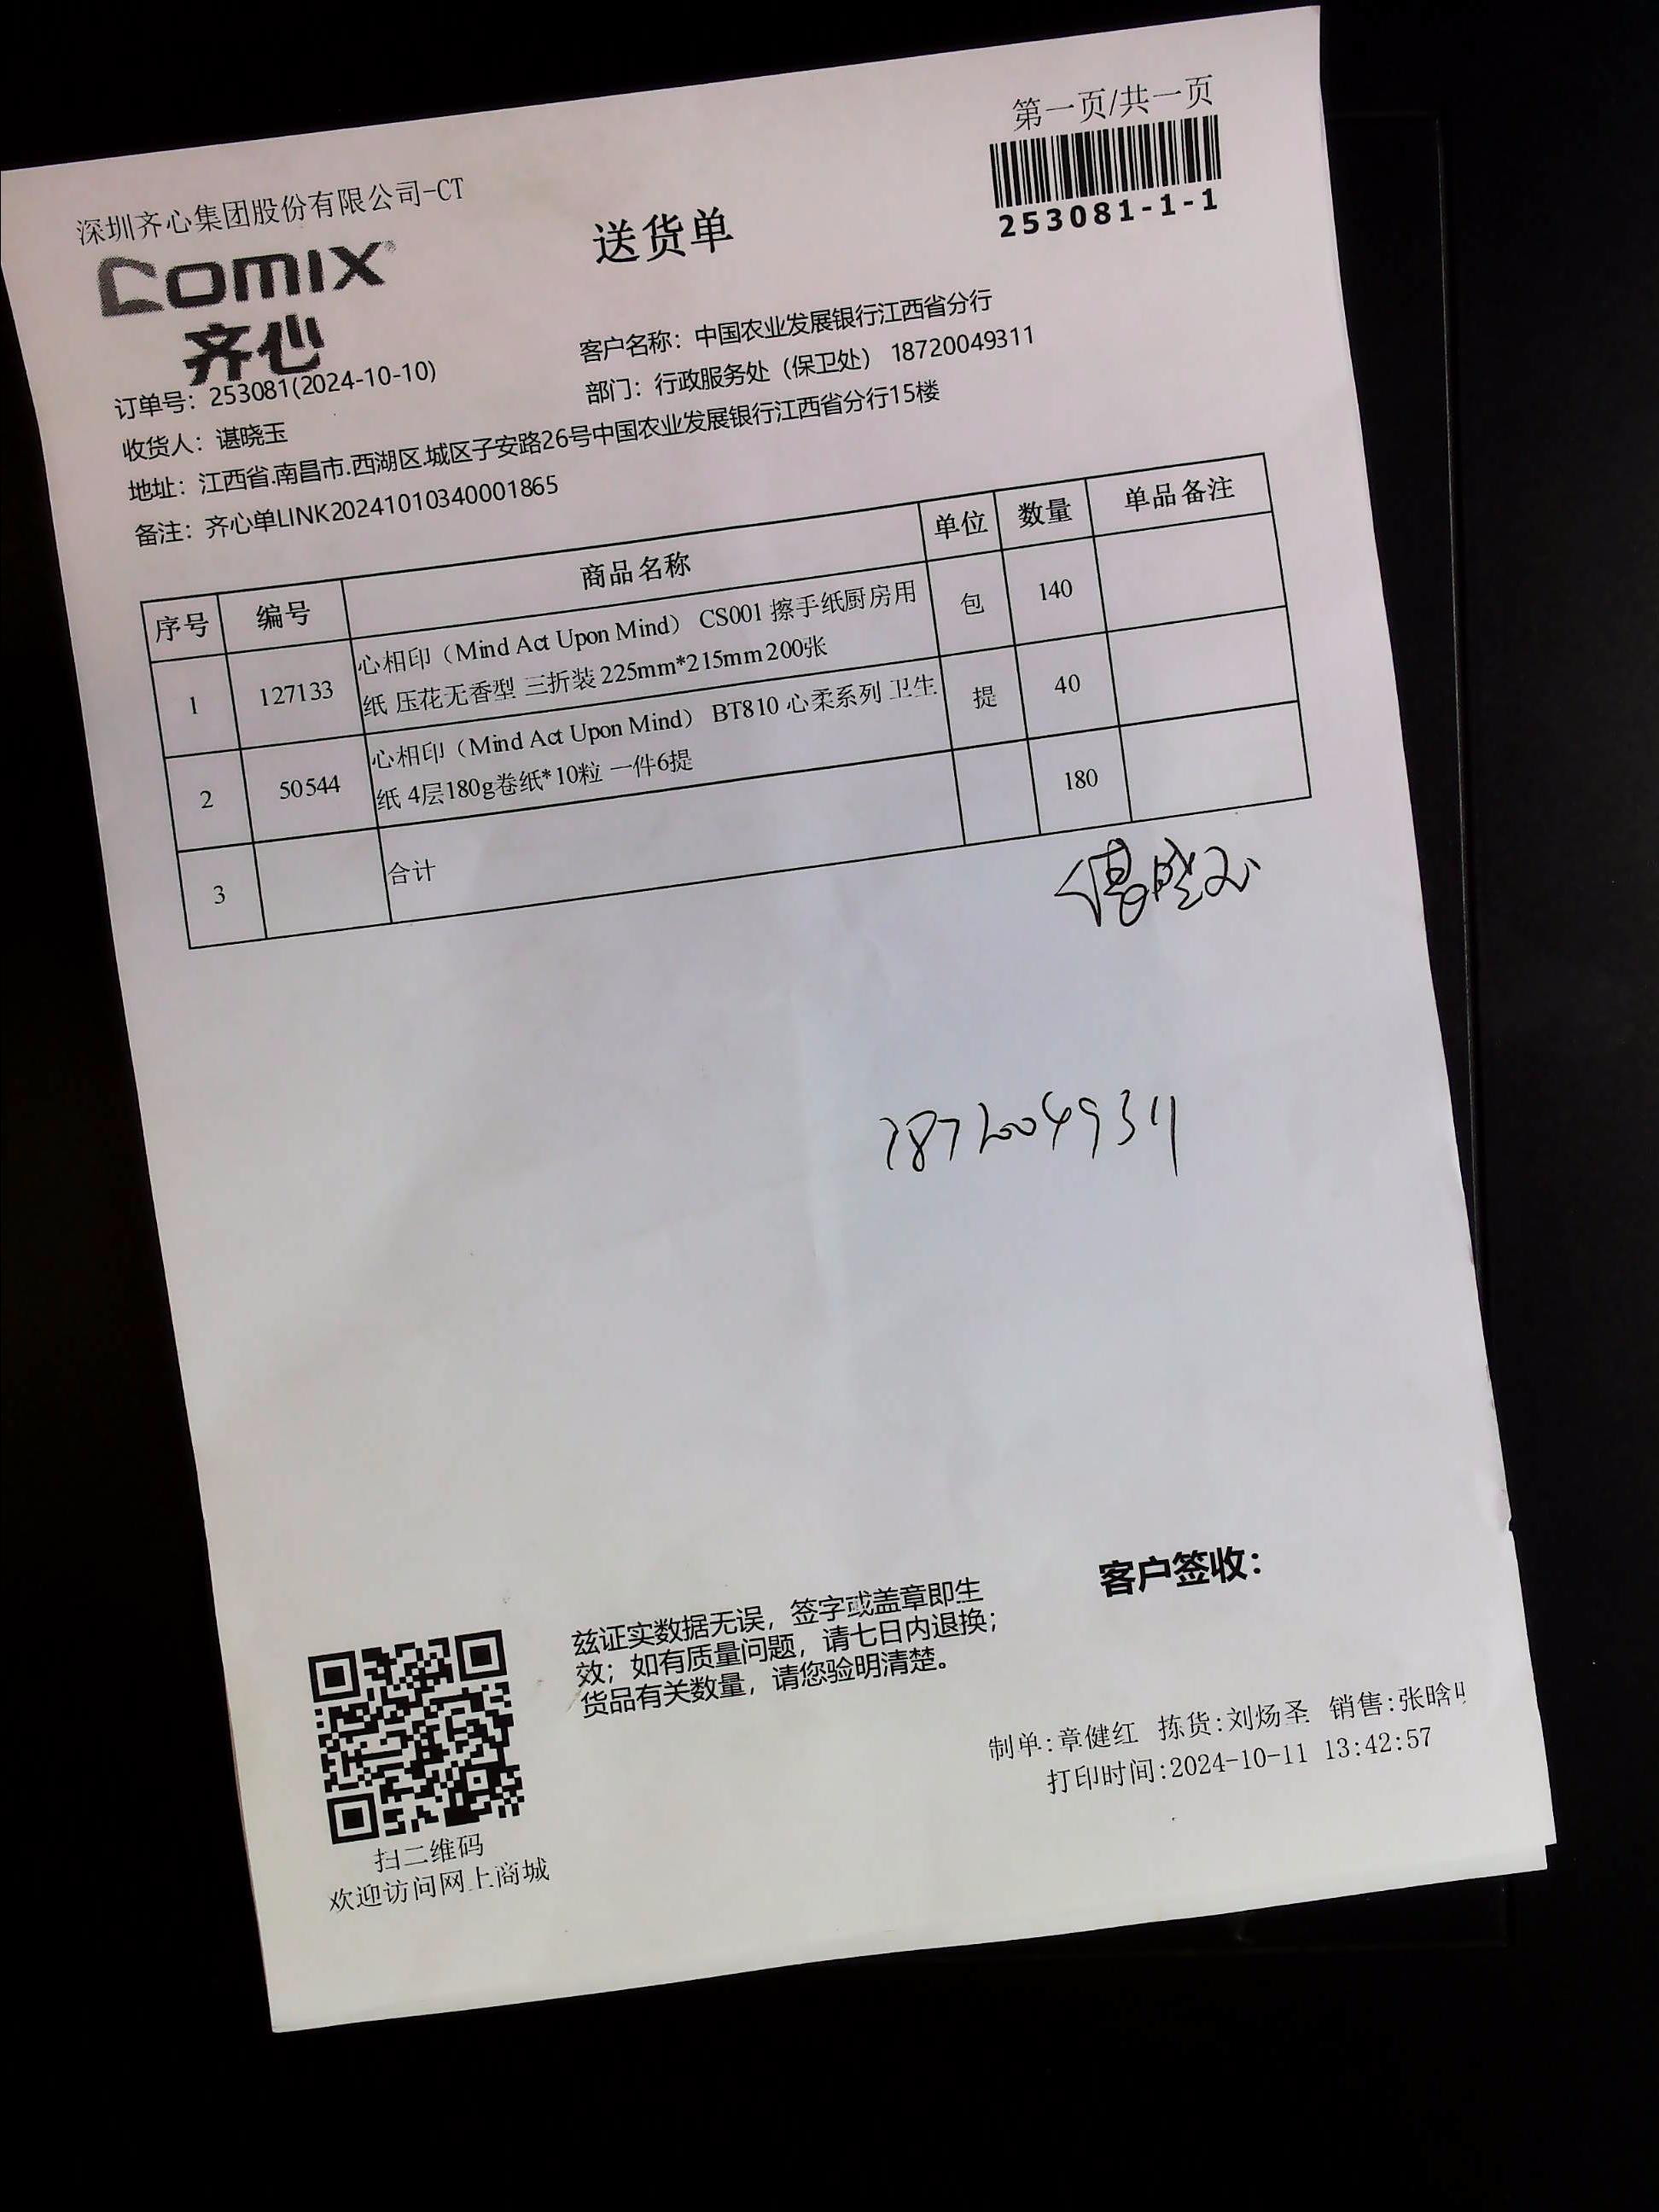 第一页/共一页
253081-1-1
深圳齐心集团股份有限公司-CT
送货单
COMIX
齐心
客户名称：中国农业发展银行江西省分行
订单号：253081(2024-10-10)
部门：行政服务处（保卫处） 18720049311
收货人：谌晓玉
地址：江西省.南昌市.西湖区.城区子安路26号中国农业发展银行江西省分行15楼
备注：齐心单LINK20241010340001865
序号 编号 商品名称 单位 数量 单品备注
1 127133 心相印（Mind Act Upon Mind） CS001 擦手纸厨房用 包 140
纸 压花无香型 三折装 225mm*215mm 200张
2 50544 心相印（Mind Act Upon Mind） BT810 心柔系列 卫生 提 40
纸 4层180g卷纸*10粒 一件6提
3 合计 180
18720049311
客户签收：
兹证实数据无误，签字或盖章即生
效；如有质量问题，请七日内退换；
货品有关数量，请您验明清楚。
制单:章健红 拣货:刘炀圣 销售:张晗
打印时间:2024-10-11 13:42:57
扫二维码
欢迎访问网上商城